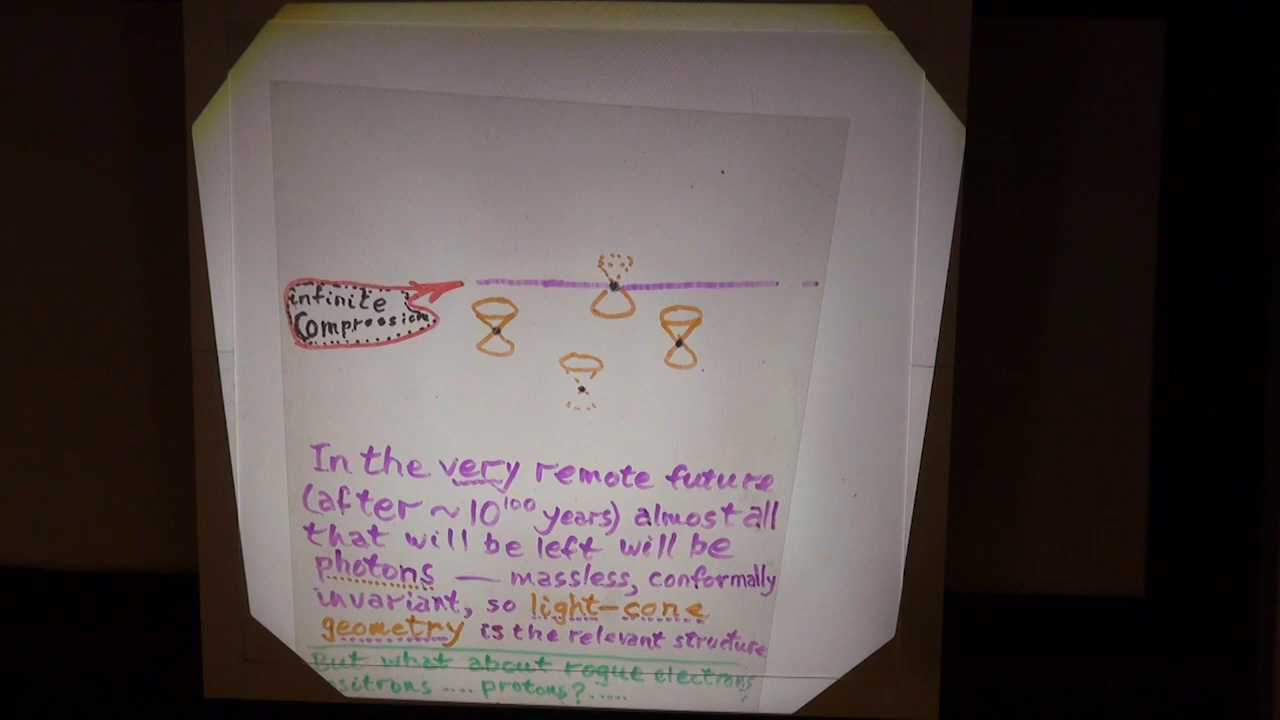 infinite
Compression
In the very remote future
(after ~10¹⁰⁰ years) almost all
that will be left will be
photons — massless, conformally
invariant, so light-cone
geometry is the relevant structure
But what about rogue electrons
.... protons?.....